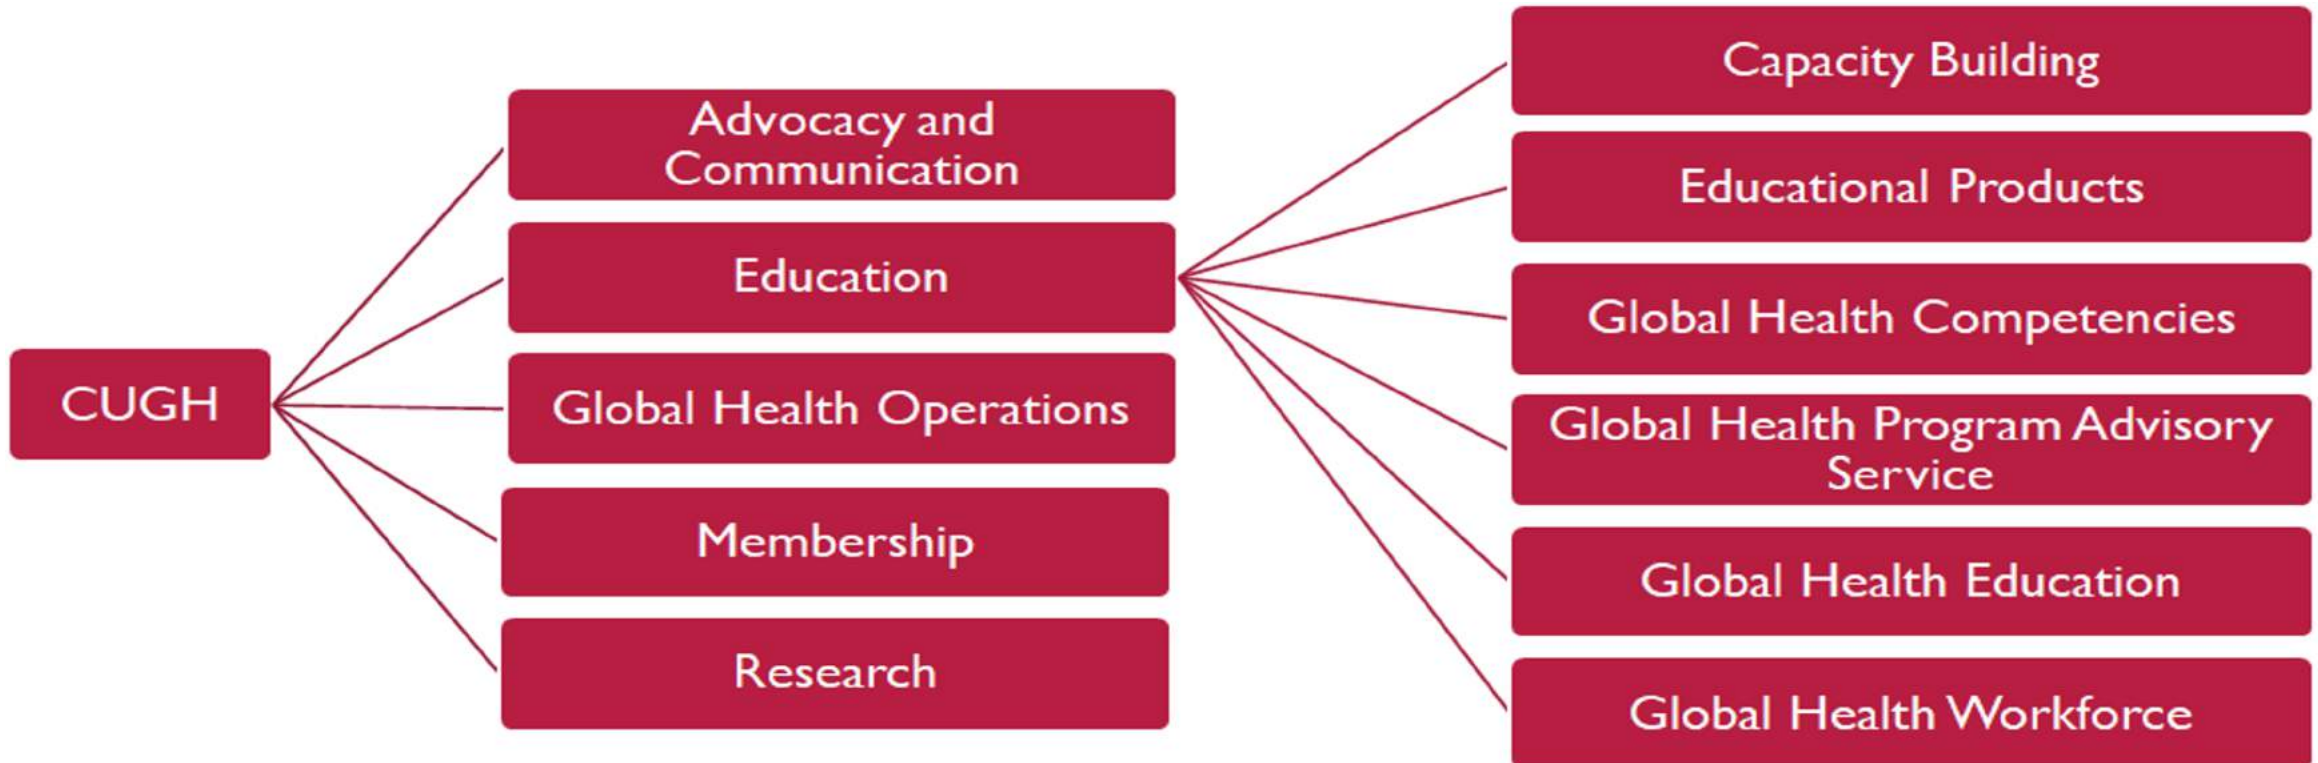 CUGH
Advocacy and
Communication
Education
Global Health Operations
Membership
Research
Capacity Building
Educational Products
Global Health Competencies
Global Health Program Advisory
Service
Global Health Education
Global Health Workforce